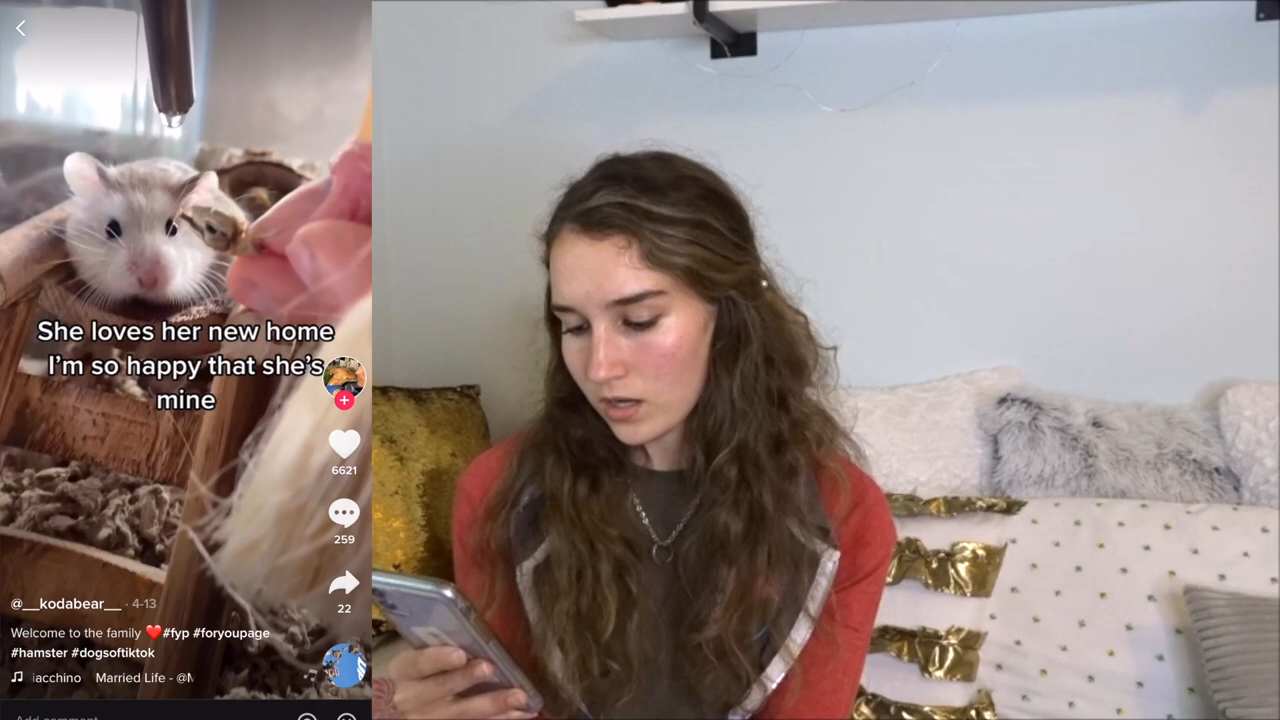 She loves her new home
I'm so happy that she's
mine
6621
259
22
@__kodabear__ · 4-13
Welcome to the family ❤️#fyp #foryoupage
#hamster #dogsoftiktok
iacchino Married Life - @
Add comment